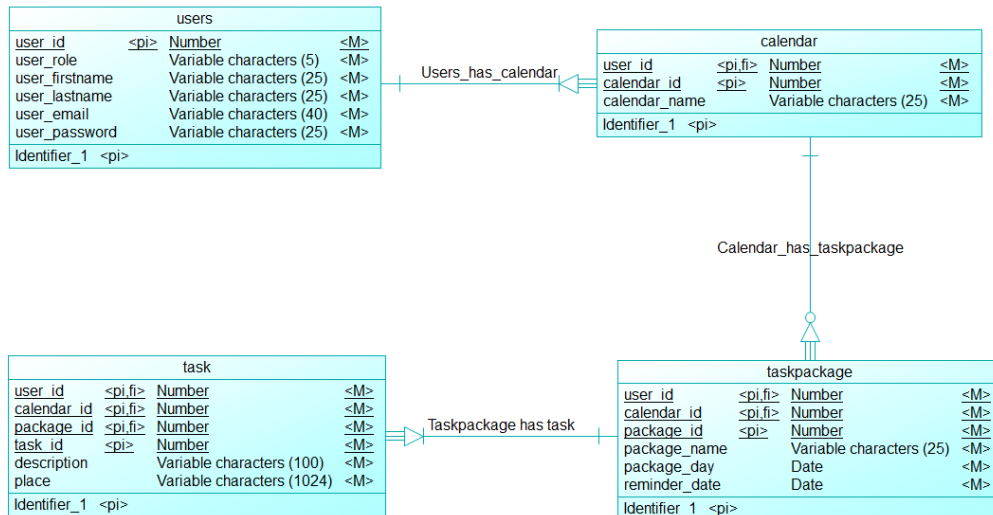 users
user_id <pi> Number <M>
user_role Variable characters (5) <M>
user_firstname Variable characters (25) <M>
user_lastname Variable characters (25) <M>
user_email Variable characters (40) <M>
user_password Variable characters (25) <M>
Identifier_1 <pi>
Users_has_calendar
calendar
user_id <pi,fi> Number <M>
calendar_id <pi> Number <M>
calendar_name Variable characters (25) <M>
Identifier_1 <pi>
Calendar_has_taskpackage
task
user_id <pi,fi> Number <M>
calendar_id <pi,fi> Number <M>
package_id <pi,fi> Number <M>
task_id <pi> Number <M>
description Variable characters (100) <M>
place Variable characters (1024) <M>
Identifier_1 <pi>
Taskpackage has task
taskpackage
user_id <pi,fi> Number <M>
calendar_id <pi,fi> Number <M>
package_id <pi> Number <M>
package_name Variable characters (25) <M>
package_day Date <M>
reminder_date Date <M>
Identifier_1 <pi>